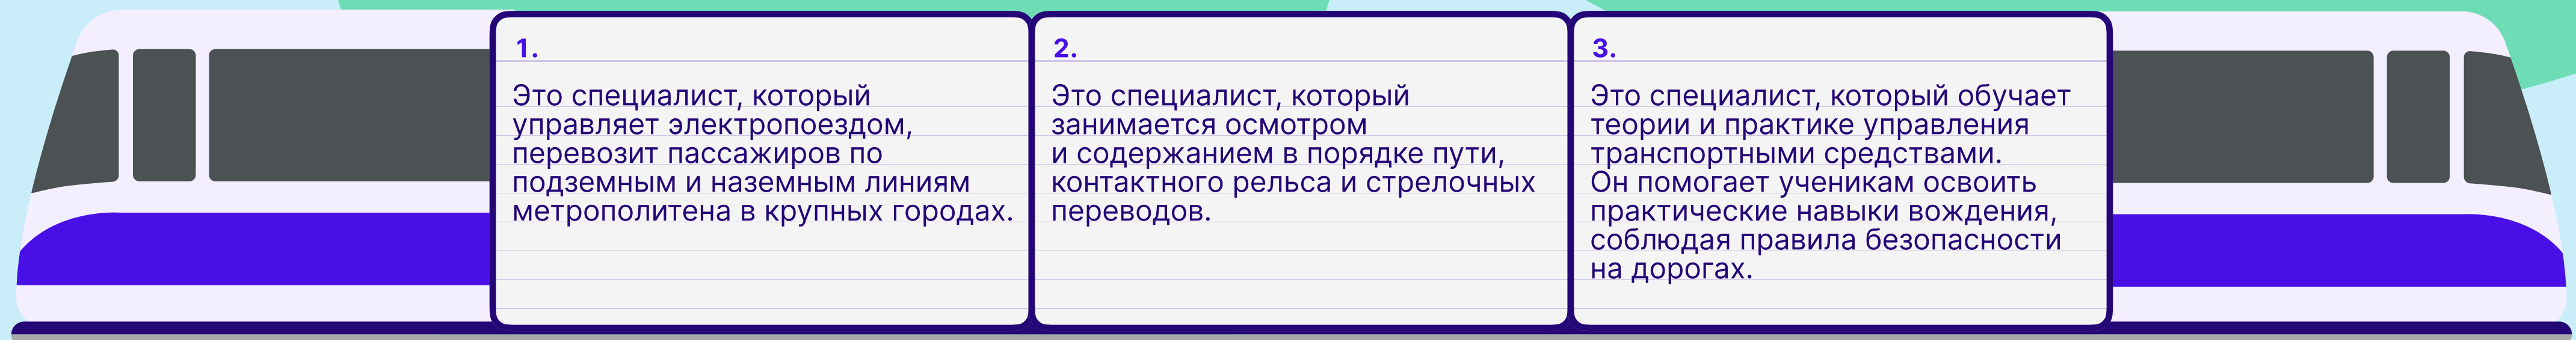 1.
Это специалист, который
управляет электропоездом,
перевозит пассажиров по
подземным и наземным линиям
метрополитена в крупных городах.
2.
Это специалист, который
занимается осмотром
и содержанием в порядке пути,
контактного рельса и стрелочных
переводов.
3.
Это специалист, который обучает
теории и практике управления
транспортными средствами.
Он помогает ученикам освоить
практические навыки вождения,
соблюдая правила безопасности
на дорогах.